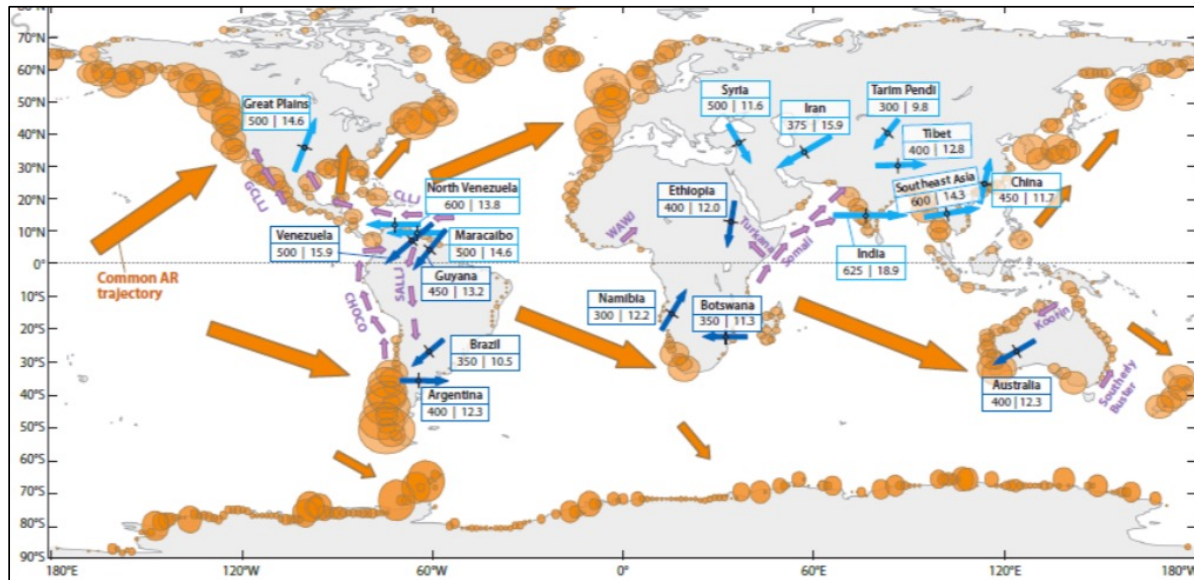 80°N
70°N
60°N
50°N
40°N
30°N
20°N
10°N
0°
10°S
20°S
30°S
40°S
50°S
60°S
70°S
80°S
90°S
180°E
120°W
60°W
0°
60°E
120°E
180°W
Great Plains
500 | 14.6
GCLJ
CLLJ
North Venezuela
600 | 13.8
Venezuela
500 | 15.9
Maracaibo
500 | 14.6
Guyana
450 | 13.2
Common AR
trajectory
CHOCO
SALLJ
Brazil
350 | 10.5
Argentina
400 | 12.3
WAWJ
Syria
500 | 11.6
Iran
375 | 15.9
Tarim Pendi
300 | 9.8
Tibet
400 | 12.8
Southeast Asia
600 | 14.3
China
450 | 11.7
Ethiopia
400 | 12.0
Turkana
Somali
India
625 | 18.9
Namibia
300 | 12.2
Botswana
350 | 11.3
Koorin
Australia
400 | 12.3
Southerly
Buster